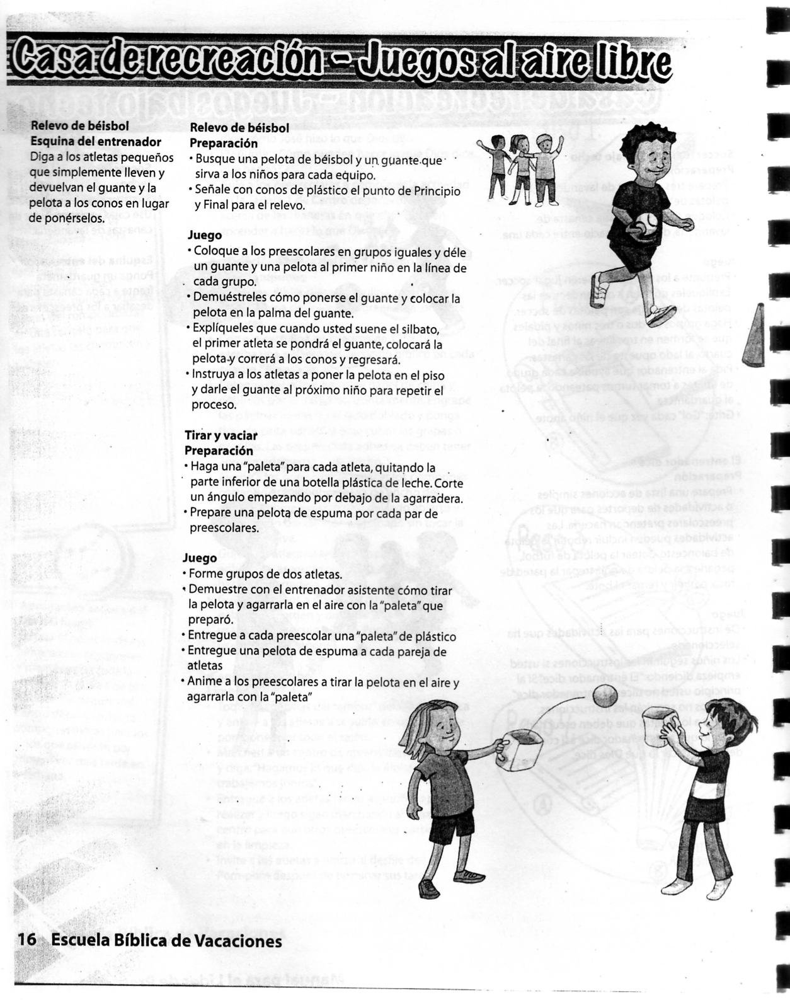 Casa de recreación – Juegos al aire libre
Relevo de béisbol
Esquina del entrenador
Diga a los atletas pequeños
que simplemente lleven y
devuelvan el guante y la
pelota a los conos en lugar
de ponérselos.
Relevo de béisbol
Preparación
• Busque una pelota de béisbol y un guante que
sirva a los niños para cada equipo.
• Señale con conos de plástico el punto de Principio
y Final para el relevo.
Juego
• Coloque a los preescolares en grupos iguales y déle
un guante y una pelota al primer niño en la línea de
cada grupo.
• Demuéstreles cómo ponerse el guante y colocar la
pelota en la palma del guante.
• Explíqueles que cuando usted suene el silbato,
el primer atleta se pondrá el guante, colocará la
pelota y correrá a los conos y regresará.
• Instruya a los atletas a poner la pelota en el piso
y darle el guante al próximo niño para repetir el
proceso.
Tirar y vaciar
Preparación
• Haga una "paleta" para cada atleta, quitando la
parte inferior de una botella plástica de leche. Corte
un ángulo empezando por debajo de la agarradera.
• Prepare una pelota de espuma por cada par de
preescolares.
Juego
• Forme grupos de dos atletas.
• Demuestre con el entrenador asistente cómo tirar
la pelota y agarrarla en el aire con la "paleta" que
preparó.
• Entregue a cada preescolar una "paleta" de plástico
• Entregue una pelota de espuma a cada pareja de
atletas
• Anime a los preescolares a tirar la pelota en el aire y
agarrarla con la "paleta"
16 Escuela Bíblica de Vacaciones